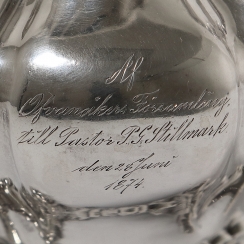 Af
Ofvanåkers Församling,
till Pastor P. G. Stillmark
den 26 Juni
1874.